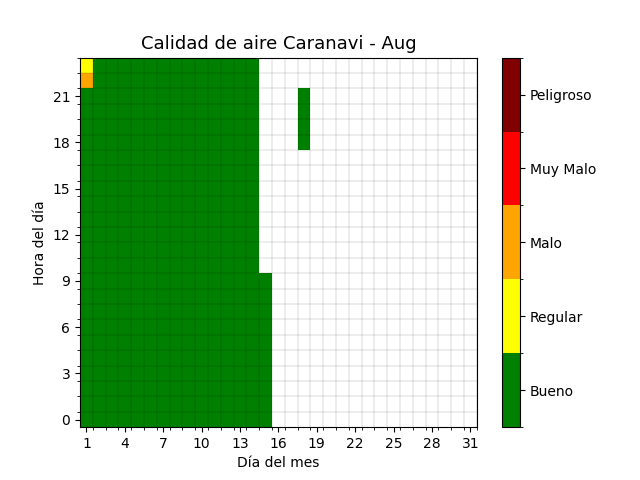 Calidad de aire Caranavi - Aug
21
18
15
12
9
6
3
0
Hora del día
1 4 7 10 13 16 19 22 25 28 31
Día del mes
Peligroso
Muy Malo
Malo
Regular
Bueno